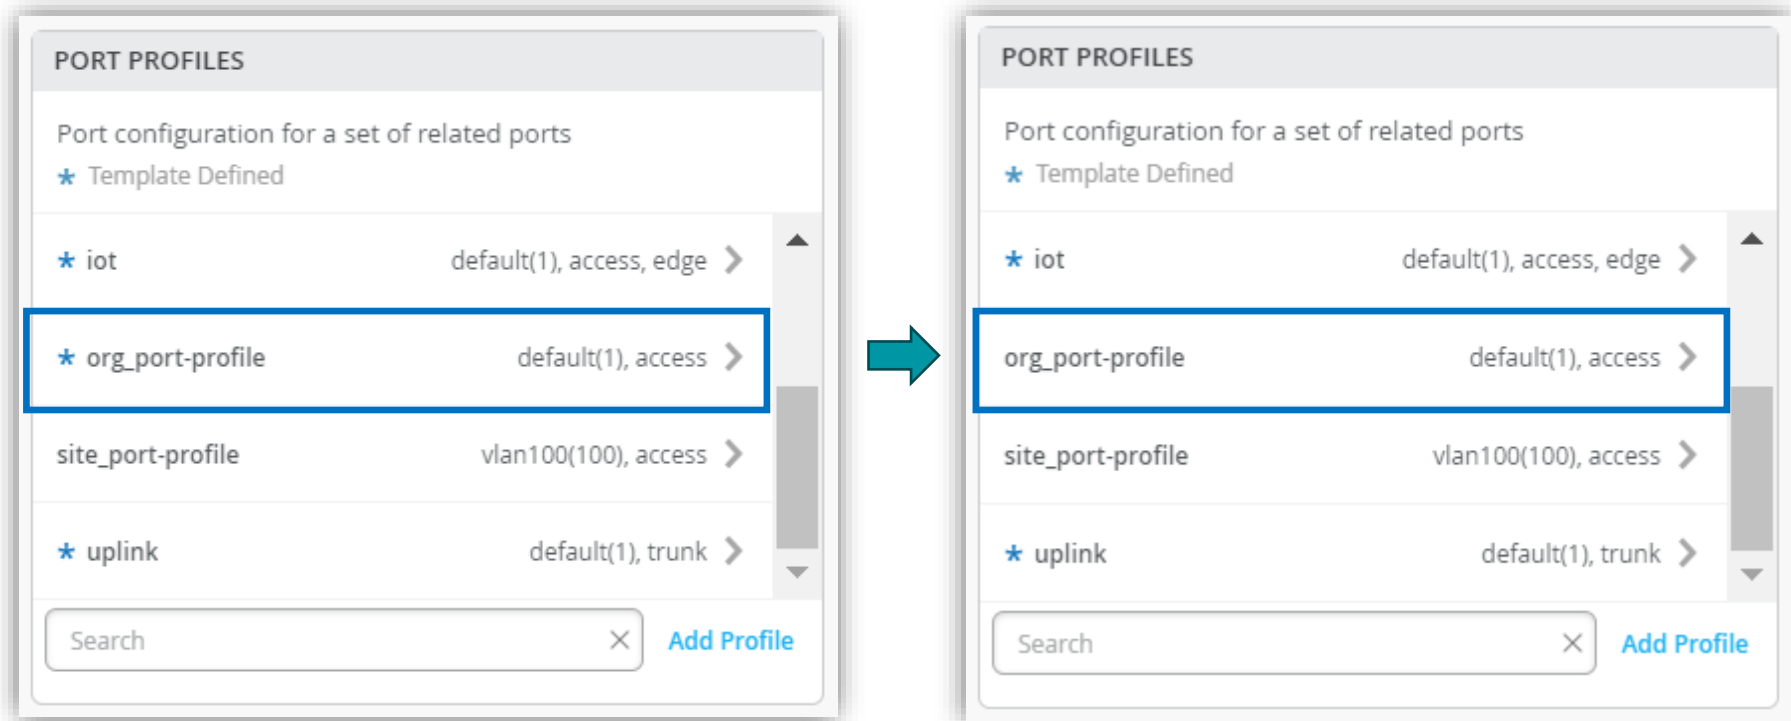 PORT PROFILES
Port configuration for a set of related ports
* Template Defined
* iot default(1), access, edge
* org_port-profile default(1), access
site_port-profile vlan100(100), access
* uplink default(1), trunk
Search Add Profile
PORT PROFILES
Port configuration for a set of related ports
* Template Defined
* iot default(1), access, edge
org_port-profile default(1), access
site_port-profile vlan100(100), access
* uplink default(1), trunk
Search Add Profile